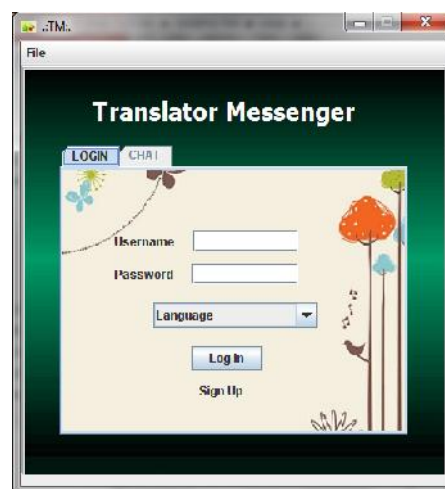 .:TM:.
File
Translator Messenger
LOGIN CHAT
Username
Password
Language
Log In
Sign Up